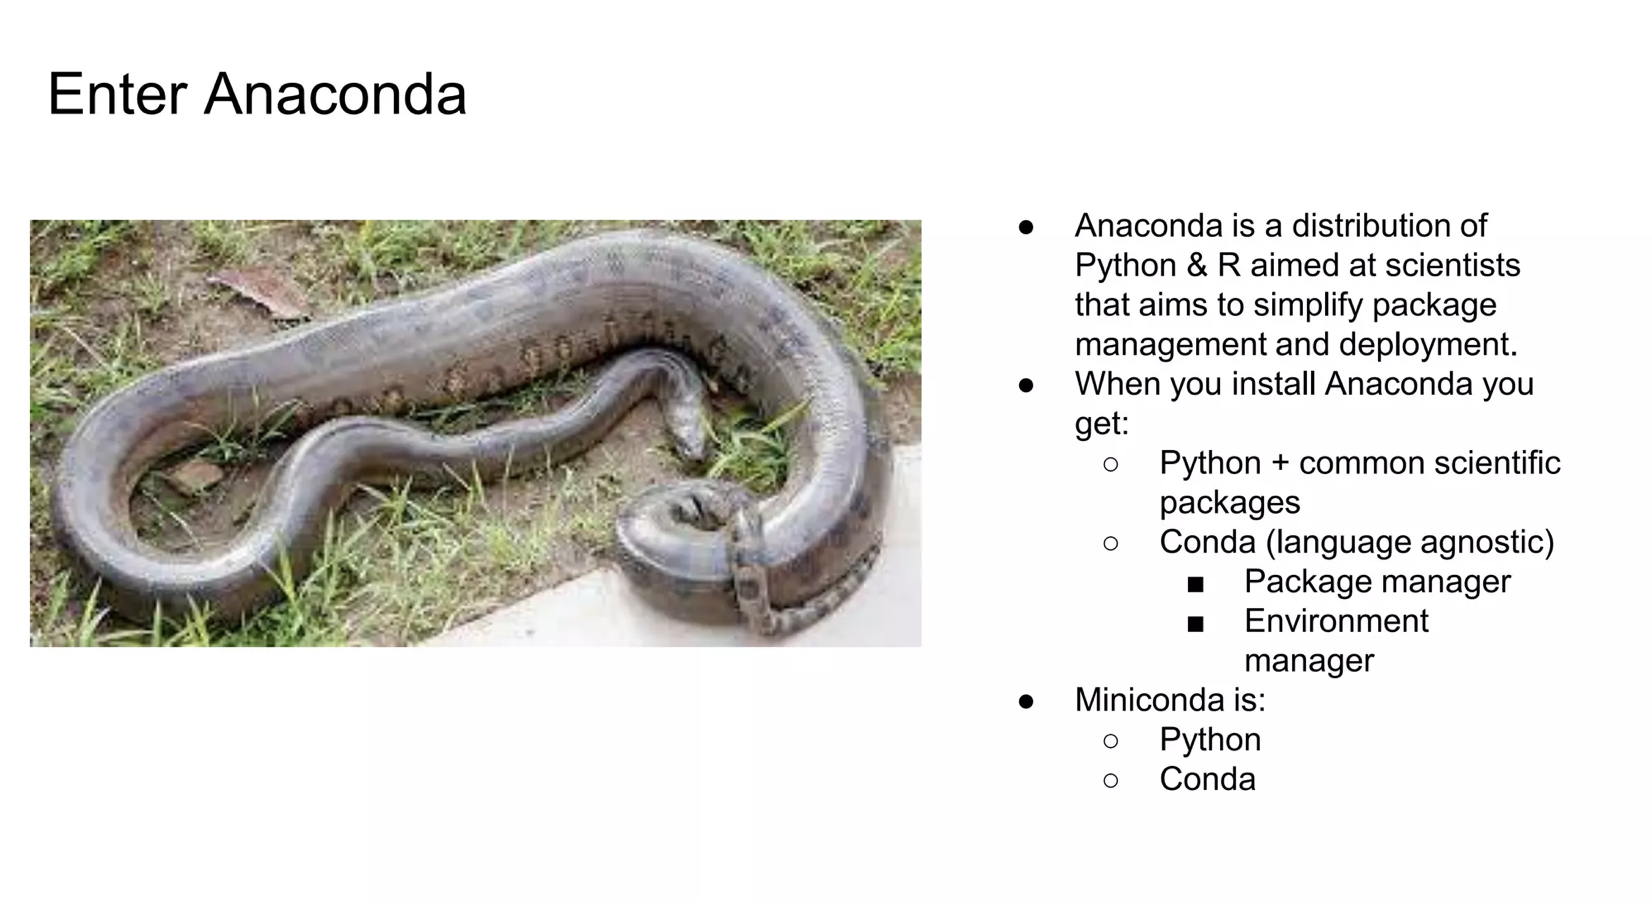 Enter Anaconda
● Anaconda is a distribution of
Python & R aimed at scientists
that aims to simplify package
management and deployment.
● When you install Anaconda you
get:
○ Python + common scientific
packages
○ Conda (language agnostic)
■ Package manager
■ Environment
manager
● Miniconda is:
○ Python
○ Conda